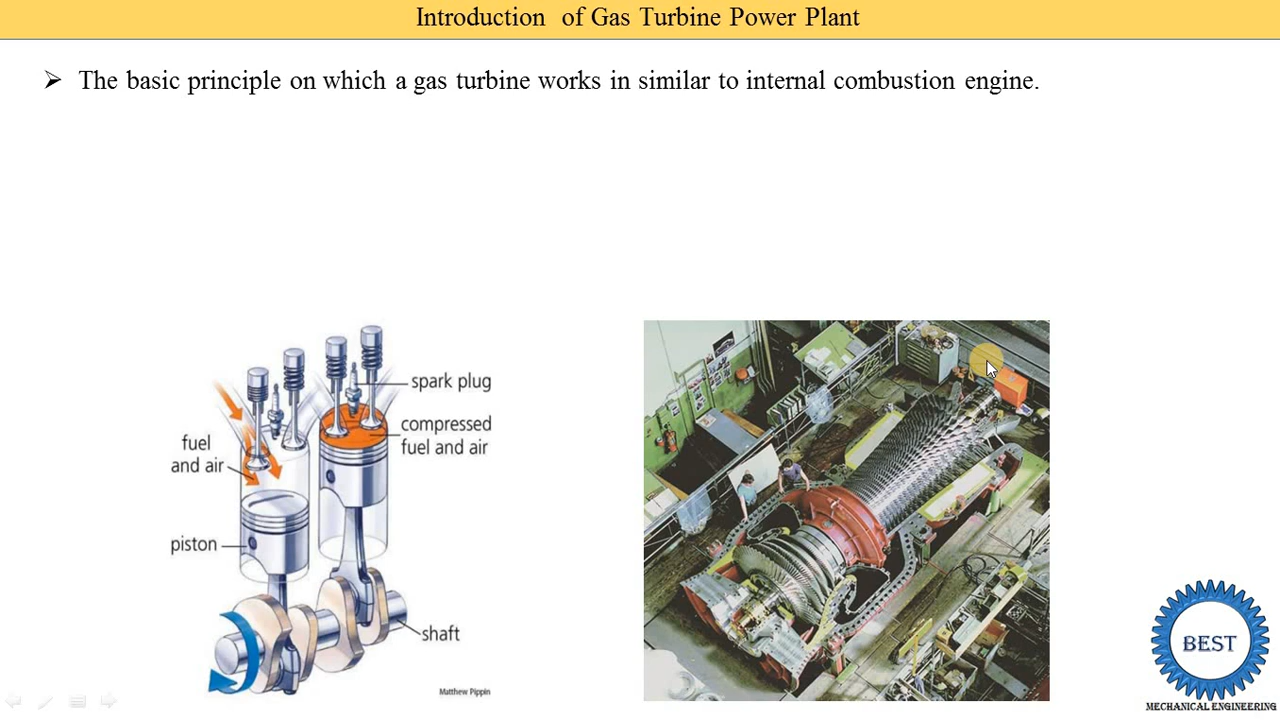 Introduction of Gas Turbine Power Plant
➢ The basic principle on which a gas turbine works in similar to internal combustion engine.
spark plug
compressed
fuel and air
fuel
and air
piston
shaft
Matthew Pippin
BEST
MECHANICAL ENGINEERING